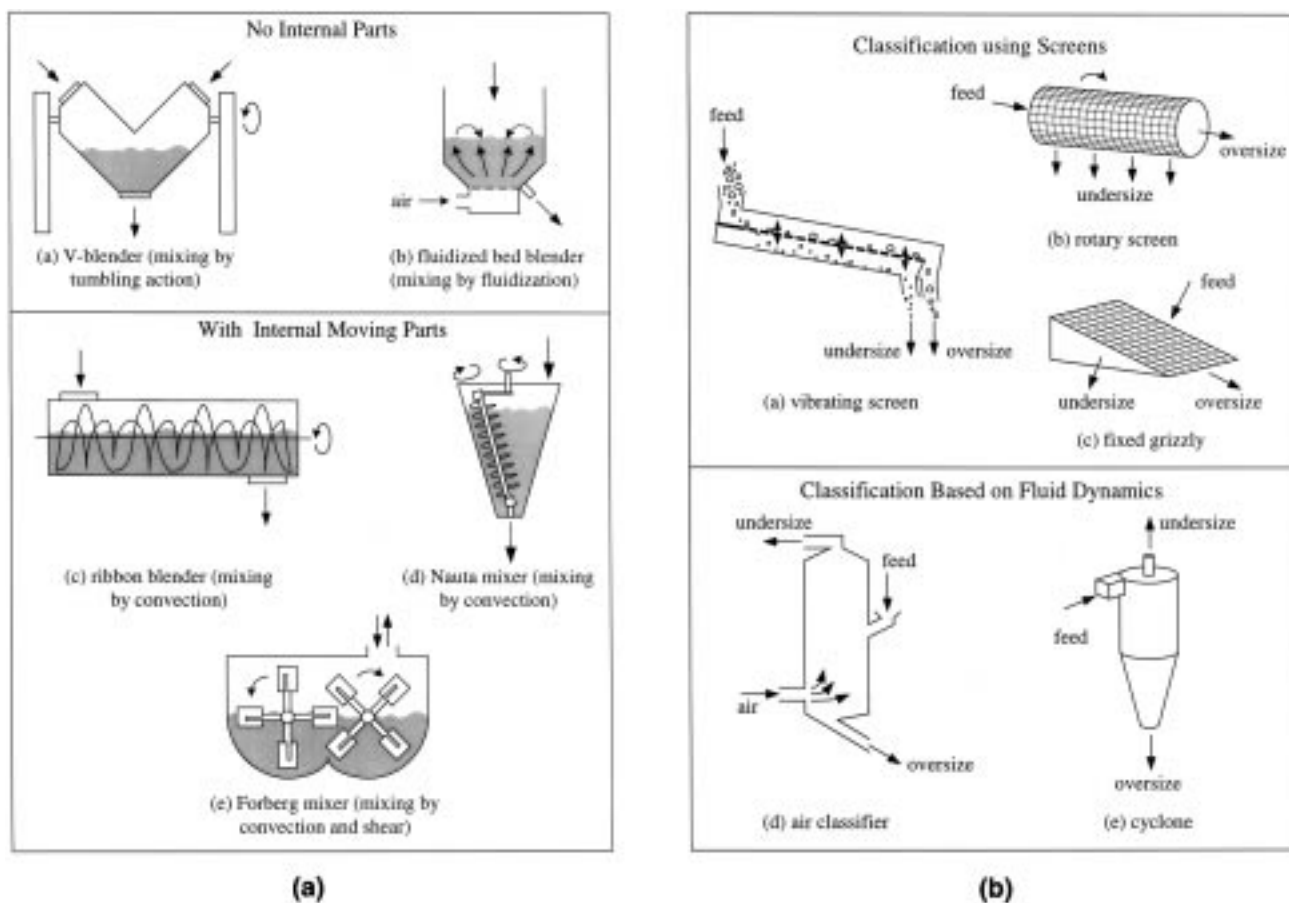 No Internal Parts
air
(a) V-blender (mixing by
tumbling action)
(b) fluidized bed blender
(mixing by fluidization)
With Internal Moving Parts
(c) ribbon blender (mixing
by convection)
(d) Nauta mixer (mixing
by convection)
(e) Forberg mixer (mixing by
convection and shear)
(a)
Classification using Screens
feed
feed
oversize
undersize
(b) rotary screen
feed
undersize
oversize
(a) vibrating screen
undersize
oversize
(c) fixed grizzly
Classification Based on Fluid Dynamics
undersize
feed
air
oversize
(d) air classifier
undersize
feed
oversize
(e) cyclone
(b)